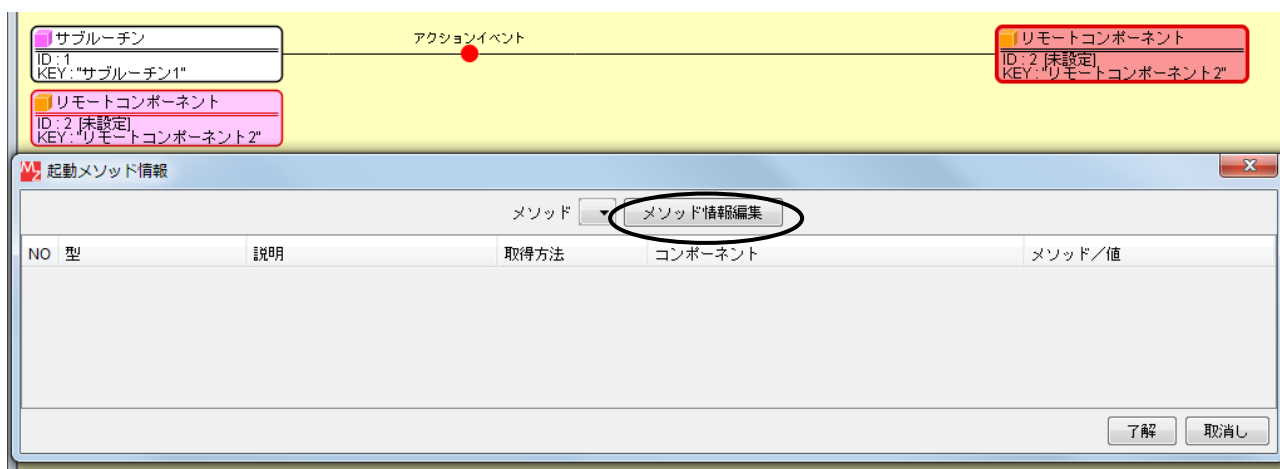 サブルーチン
ID : 1
KEY : "サブルーチン1"
アクションイベント
リモートコンポーネント
ID : 2 [未設定]
KEY : "リモートコンポーネント2"
リモートコンポーネント
ID : 2 [未設定]
KEY : "リモートコンポーネント2"
起動メソッド情報
メソッド メソッド情報編集
NO 型 説明 取得方法 コンポーネント メソッド／値
了解 取消し